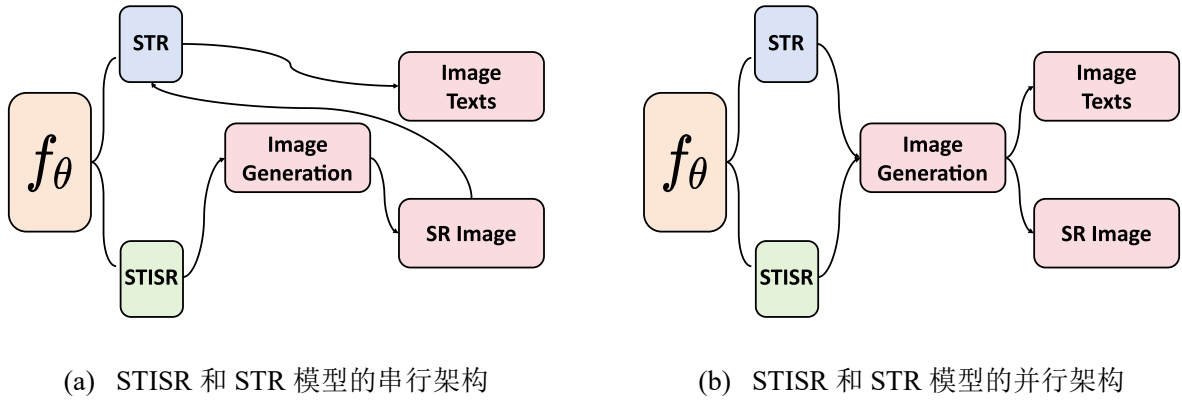 STR
Image
Texts
fθ
Image
Generation
SR Image
STISR
(a) STISR 和 STR 模型的串行架构
STR
Image
Texts
fθ
Image
Generation
SR Image
STISR
(b) STISR 和 STR 模型的并行架构